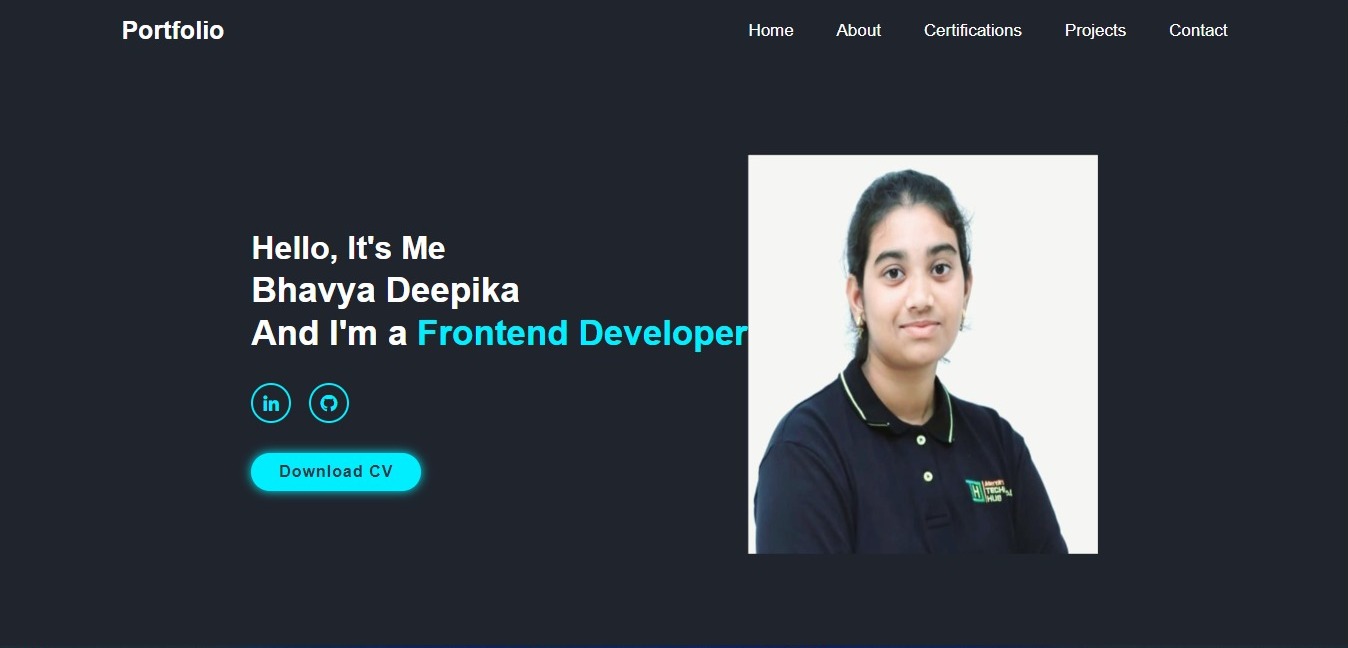 Portfolio
Home About Certifications Projects Contact
Hello, It's Me
Bhavya Deepika
And I'm a Frontend Developer
in
Download CV
H
TECH
HUB